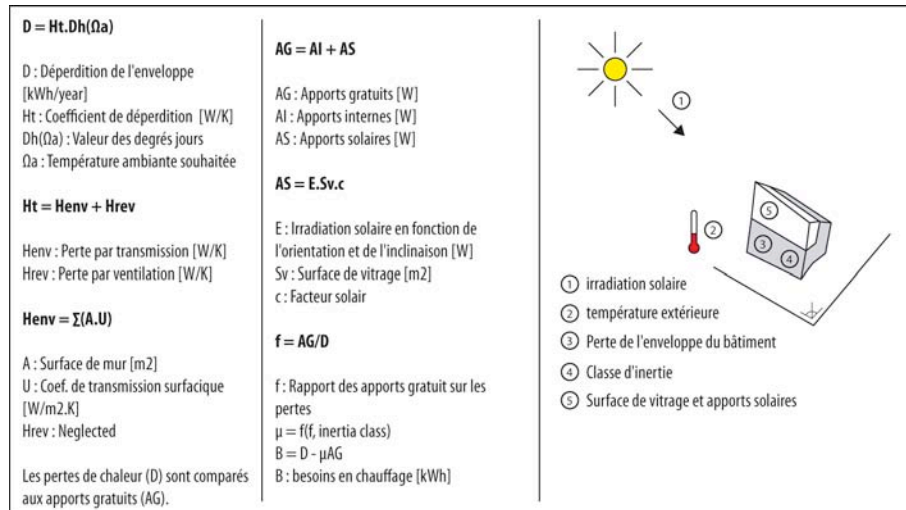 D = Ht.Dh(Ωa)
D : Déperdition de l'enveloppe
[kWh/year]
Ht : Coefficient de déperdition [W/K]
Dh(Ωa) : Valeur des degrés jours
Ωa : Température ambiante souhaitée
Ht = Henv + Hrev
Henv : Perte par transmission [W/K]
Hrev : Perte par ventilation [W/K]
Henv = Σ(A.U)
A : Surface de mur [m2]
U : Coef. de transmission surfacique
[W/m2.K]
Hrev : Neglected
Les pertes de chaleur (D) sont comparés
aux apports gratuits (AG).
AG = AI + AS
AG : Apports gratuits [W]
AI : Apports internes [W]
AS : Apports solaires [W]
AS = E.Sv.c
E : Irradiation solaire en fonction de
l'orientation et de l'inclinaison [W]
Sv : Surface de vitrage [m2]
c : Facteur solair
f = AG/D
f : Rapport des apports gratuit sur les
pertes
μ = f(f, inertia class)
B = D - μAG
B : besoins en chauffage [kWh]
1
5
2
3
4
1 irradiation solaire
2 température extérieure
3 Perte de l'enveloppe du bâtiment
4 Classe d'inertie
5 Surface de vitrage et apports solaires